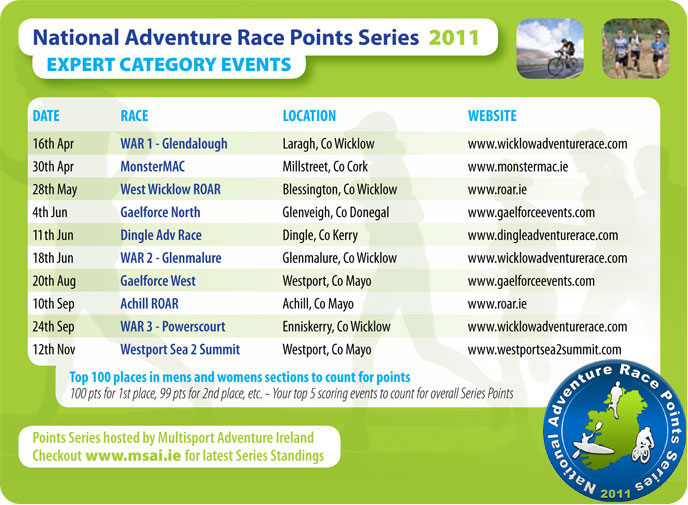 National Adventure Race Points Series 2011
EXPERT CATEGORY EVENTS
DATE RACE LOCATION WEBSITE
16th Apr WAR 1 - Glendalough Laragh, Co Wicklow www.wicklowadventurerace.com
30th Apr MonsterMAC Millstreet, Co Cork www.monstermac.ie
28th May West Wicklow ROAR Blessington, Co Wicklow www.roar.ie
4th Jun Gaelforce North Glenveigh, Co Donegal www.gaelforceevents.com
11th Jun Dingle Adv Race Dingle, Co Kerry www.dingleadventurerace.com
18th Jun WAR 2 - Glenmalure Glenmalure, Co Wicklow www.wicklowadventurerace.com
20th Aug Gaelforce West Westport, Co Mayo www.gaelforceevents.com
10th Sep Achill ROAR Achill, Co Mayo www.roar.ie
24th Sep WAR 3 - Powerscourt Enniskerry, Co Wicklow www.wicklowadventurerace.com
12th Nov Westport Sea 2 Summit Westport, Co Mayo www.westportsea2summit.com
Top 100 places in mens and womens sections to count for points
100 pts for 1st place, 99 pts for 2nd place, etc. - Your top 5 scoring events to count for overall Series Points
Points Series hosted by Multisport Adventure Ireland
Checkout www.msai.ie for latest Series Standings
National Adventure Race Points Series
2011